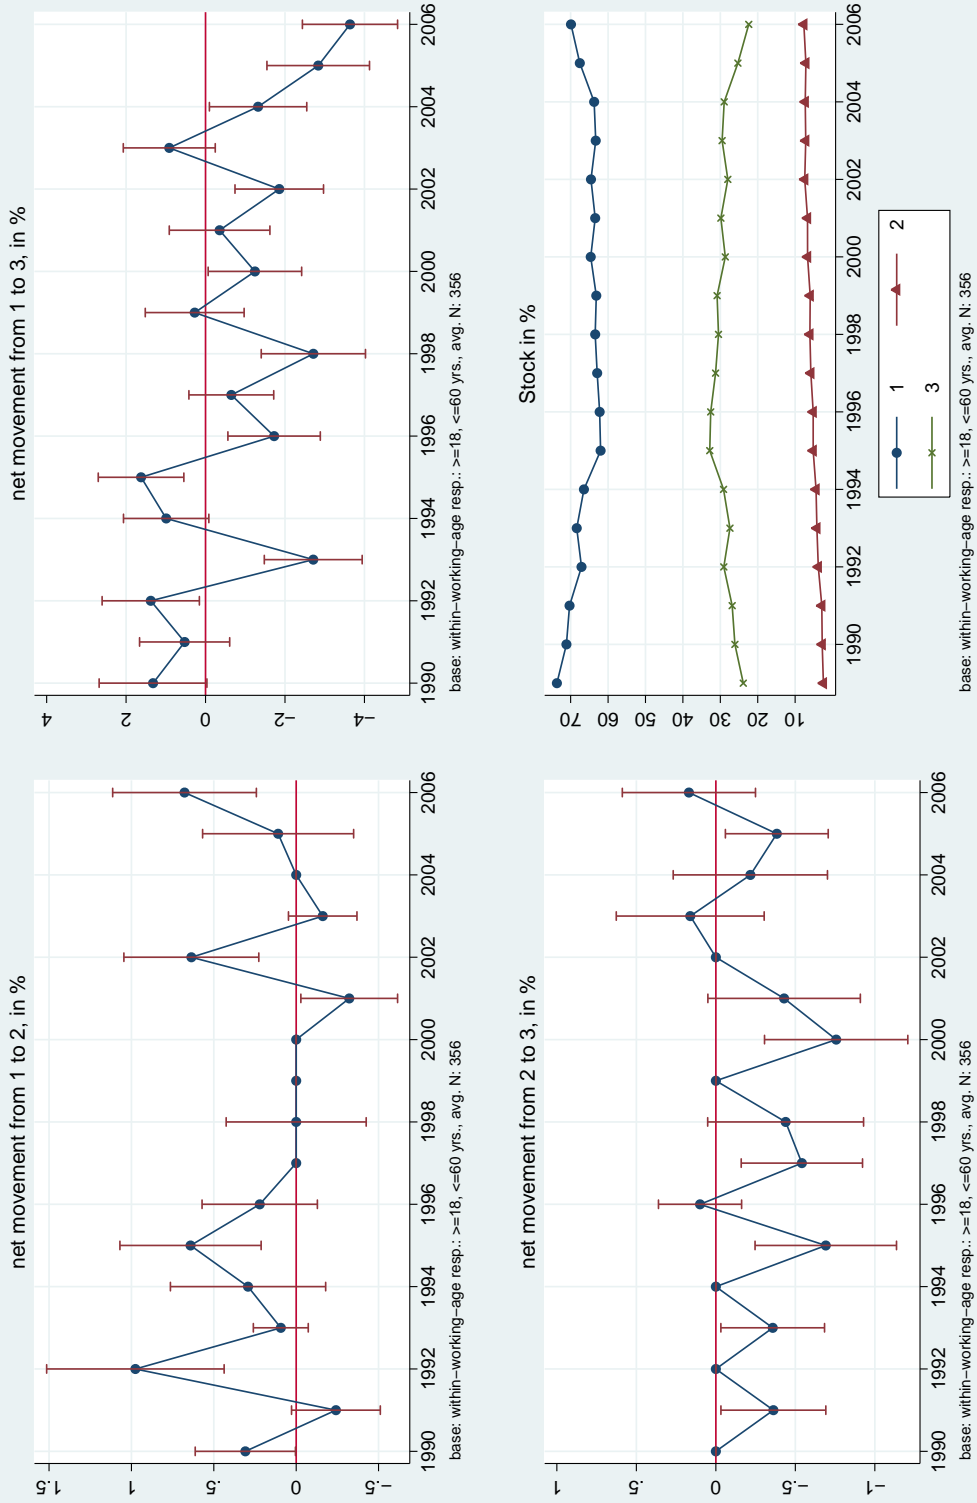 net movement from 1 to 2, in %
1.5
1
.5
0
−.5
1990 1992 1994 1996 1998 2000 2002 2004 2006
base: within−working−age resp.: >=18, <=60 yrs., avg. N: 356
net movement from 1 to 3, in %
4
2
0
−2
−4
1990 1992 1994 1996 1998 2000 2002 2004 2006
base: within−working−age resp.: >=18, <=60 yrs., avg. N: 356
net movement from 2 to 3, in %
1
.5
0
−.5
−1
1990 1992 1994 1996 1998 2000 2002 2004 2006
base: within−working−age resp.: >=18, <=60 yrs., avg. N: 356
Stock in %
70
60
50
40
30
20
10
1990 1992 1994 1996 1998 2000 2002 2004 2006
1 2
3
base: within−working−age resp.: >=18, <=60 yrs., avg. N: 356